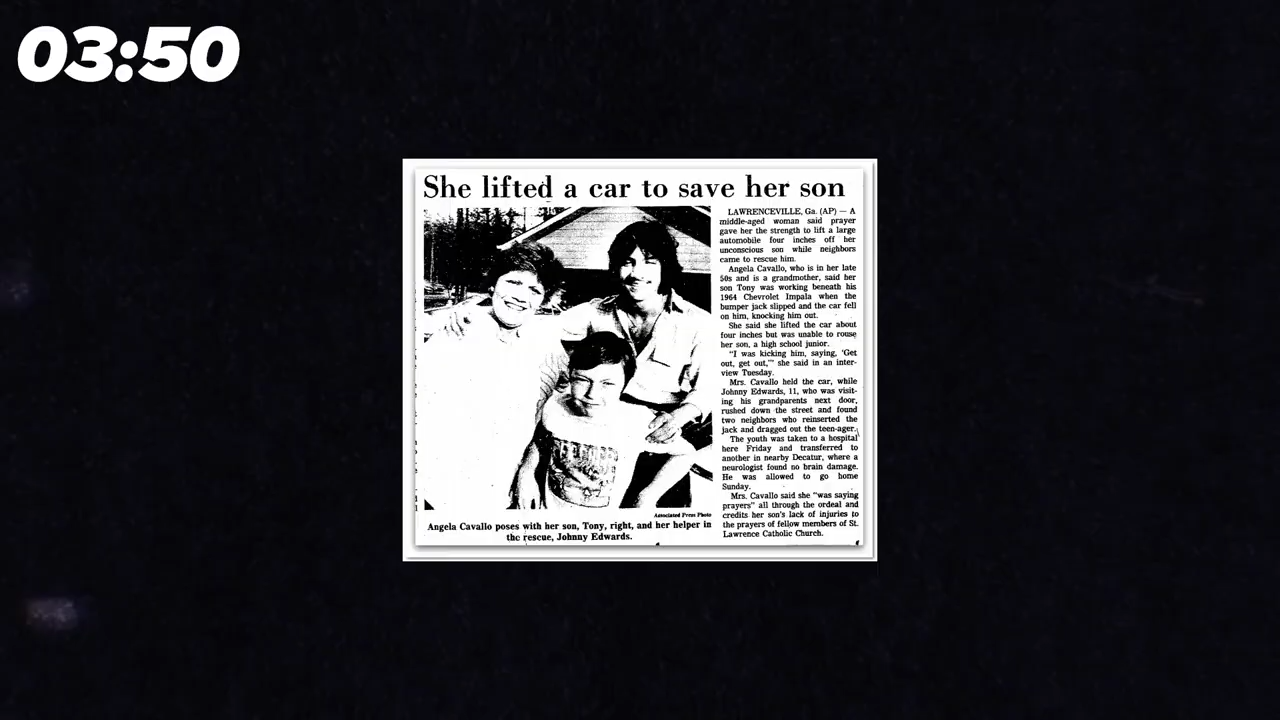 03:50
She lifted a car to save her son
LAWRENCEVILLE, Ga. (AP) — A
middle-aged woman said prayer
gave her the strength to lift a large
automobile four inches off her
unconscious son while neighbors
came to rescue him.
Angela Cavallo, who is in her late
50s and is a grandmother, said her
son Tony was working beneath his
1964 Chevrolet Impala when the
bumper jack slipped and the car fell
on him, knocking him out.
She said she lifted the car about
four inches but was unable to rouse
her son, a high school junior.
"I was kicking him, saying, 'Get
out, get out,'" she said in an inter-
view Tuesday.
Mrs. Cavallo held the car, while
Johnny Edwards, 11, who was visit-
ing his grandparents next door,
rushed down the street and found
two neighbors who reinserted the
jack and dragged out the teen-ager.
The youth was taken to a hospital
here Friday and transferred to
another in nearby Decatur, where a
neurologist found no brain damage.
He was allowed to go home
Sunday.
Mrs. Cavallo said she "was saying
prayers" all through the ordeal and
credits her son's lack of injuries to
the prayers of fellow members of St.
Lawrence Catholic Church.
Associated Press Photo
Angela Cavallo poses with her son, Tony, right, and her helper in
the rescue, Johnny Edwards.